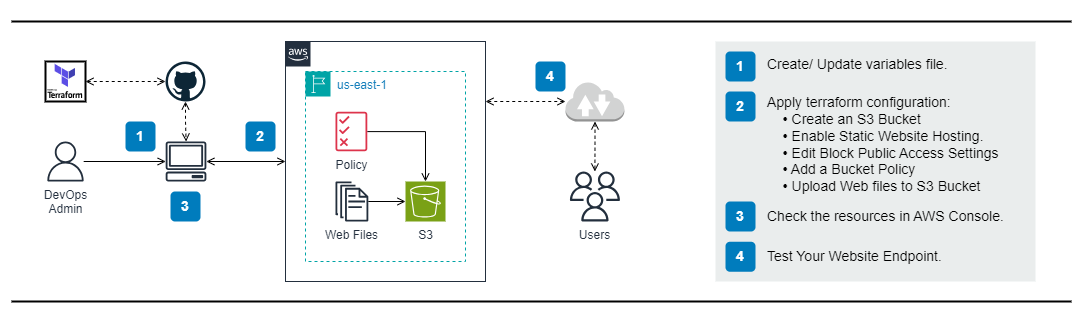 Terraform
DevOps
Admin
1
2
3
aws
us-east-1
Policy
Web Files
S3
4
Users
1 Create/ Update variables file.
2 Apply terraform configuration:
• Create an S3 Bucket
• Enable Static Website Hosting.
• Edit Block Public Access Settings
• Add a Bucket Policy
• Upload Web files to S3 Bucket
3 Check the resources in AWS Console.
4 Test Your Website Endpoint.